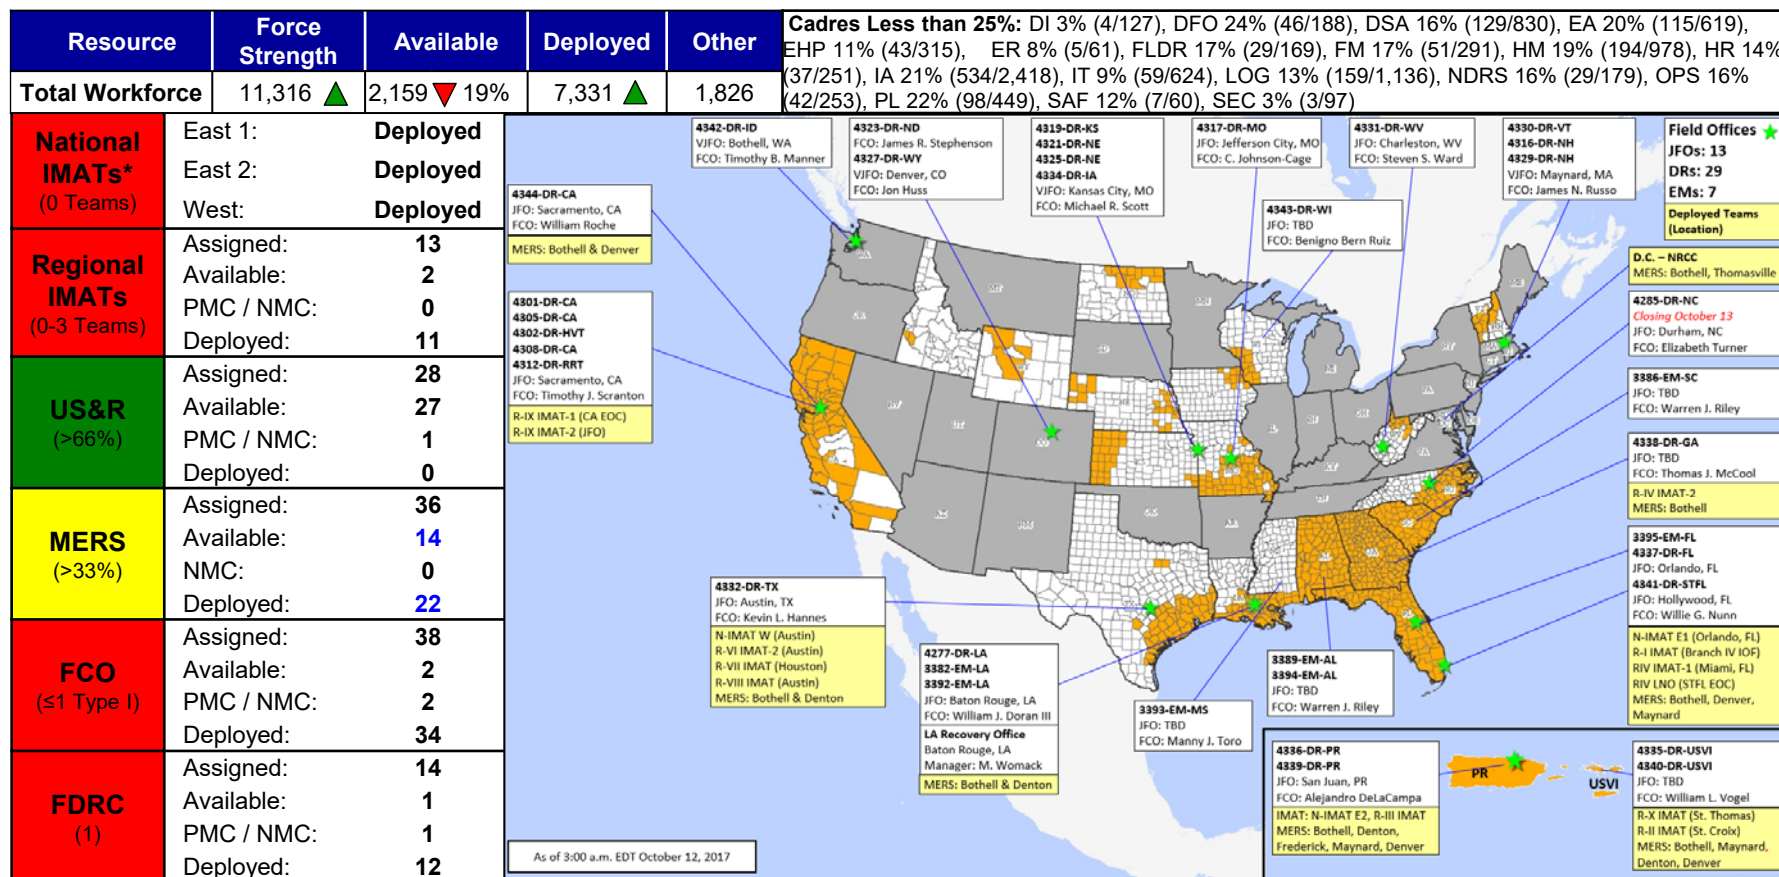 Resource Force Strength Available Deployed Other
Total Workforce 11,316 2,159 19% 7,331 1,826
Cadres Less than 25%: DI 3% (4/127), DFO 24% (46/188), DSA 16% (129/830), EA 20% (115/619),
EHP 11% (43/315), ER 8% (5/61), FLDR 17% (29/169), FM 17% (51/291), HM 19% (194/978), HR 14%
(37/251), IA 21% (534/2,418), IT 9% (59/624), LOG 13% (159/1,136), NDRS 16% (29/179), OPS 16%
(42/253), PL 22% (98/449), SAF 12% (7/60), SEC 3% (3/97)
National
IMATs*
(0 Teams)
East 1: Deployed
East 2: Deployed
West: Deployed
Regional
IMATs
(0-3 Teams)
Assigned: 13
Available: 2
PMC / NMC: 0
Deployed: 11
US&R
(>66%)
Assigned: 28
Available: 27
PMC / NMC: 1
Deployed: 0
MERS
(>33%)
Assigned: 36
Available: 14
NMC: 0
Deployed: 22
FCO
(≤1 Type I)
Assigned: 38
Available: 2
PMC / NMC: 2
Deployed: 34
FDRC
(1)
Assigned: 14
Available: 1
PMC / NMC: 1
Deployed: 12
4342-DR-ID
VJFO: Bothell, WA
FCO: Timothy B. Manner
4323-DR-ND
FCO: James R. Stephenson
4327-DR-WY
VJFO: Denver, CO
FCO: Jon Huss
4319-DR-KS
4321-DR-NE
4325-DR-NE
4334-DR-IA
VJFO: Kansas City, MO
FCO: Michael R. Scott
4317-DR-MO
JFO: Jefferson City, MO
FCO: C. Johnson-Cage
4331-DR-WV
JFO: Charleston, WV
FCO: Steven S. Ward
4330-DR-VT
4316-DR-NH
4329-DR-NH
VJFO: Maynard, MA
FCO: James N. Russo
Field Offices
JFOs: 13
DRs: 29
EMs: 7
Deployed Teams
(Location)
4344-DR-CA
JFO: Sacramento, CA
FCO: William Roche
MERS: Bothell & Denver
4343-DR-WI
JFO: TBD
FCO: Benigno Bern Ruiz
D.C. – NRCC
MERS: Bothell, Thomasville
4301-DR-CA
4305-DR-CA
4302-DR-HVT
4308-DR-CA
4312-DR-RRT
JFO: Sacramento, CA
FCO: Timothy J. Scranton
R-IX IMAT-1 (CA EOC)
R-IX IMAT-2 (JFO)
4285-DR-NC
Closing October 13
JFO: Durham, NC
FCO: Elizabeth Turner
3386-EM-SC
JFO: TBD
FCO: Warren J. Riley
4338-DR-GA
JFO: TBD
FCO: Thomas J. McCool
R-IV IMAT-2
MERS: Bothell
3395-EM-FL
4337-DR-FL
JFO: Orlando, FL
4341-DR-STFL
JFO: Hollywood, FL
FCO: Willie G. Nunn
N-IMAT E1 (Orlando, FL)
R-I IMAT (Branch IV IOF)
RIV IMAT-1 (Miami, FL)
RIV LNO (STFL EOC)
MERS: Bothell, Denver,
Maynard
4332-DR-TX
JFO: Austin, TX
FCO: Kevin L. Hannes
N-IMAT W (Austin)
R-VI IMAT-2 (Austin)
R-VII IMAT (Houston)
R-VIII IMAT (Austin)
MERS: Bothell & Denton
4277-DR-LA
3382-EM-LA
3392-EM-LA
JFO: Baton Rouge, LA
FCO: William J. Doran III
LA Recovery Office
Baton Rouge, LA
Manager: M. Womack
MERS: Bothell & Denton
3393-EM-MS
JFO: TBD
FCO: Manny J. Toro
3389-EM-AL
3394-EM-AL
JFO: TBD
FCO: Warren J. Riley
4336-DR-PR
4339-DR-PR
JFO: San Juan, PR
FCO: Alejandro DeLaCampa
IMAT: N-IMAT E2, R-III IMAT
MERS: Bothell, Denton,
Frederick, Maynard, Denver
PR
USVI
4335-DR-USVI
4340-DR-USVI
JFO: TBD
FCO: William L. Vogel
R-X IMAT (St. Thomas)
R-II IMAT (St. Croix)
MERS: Bothell, Maynard,
Denton, Denver
As of 3:00 a.m. EDT October 12, 2017